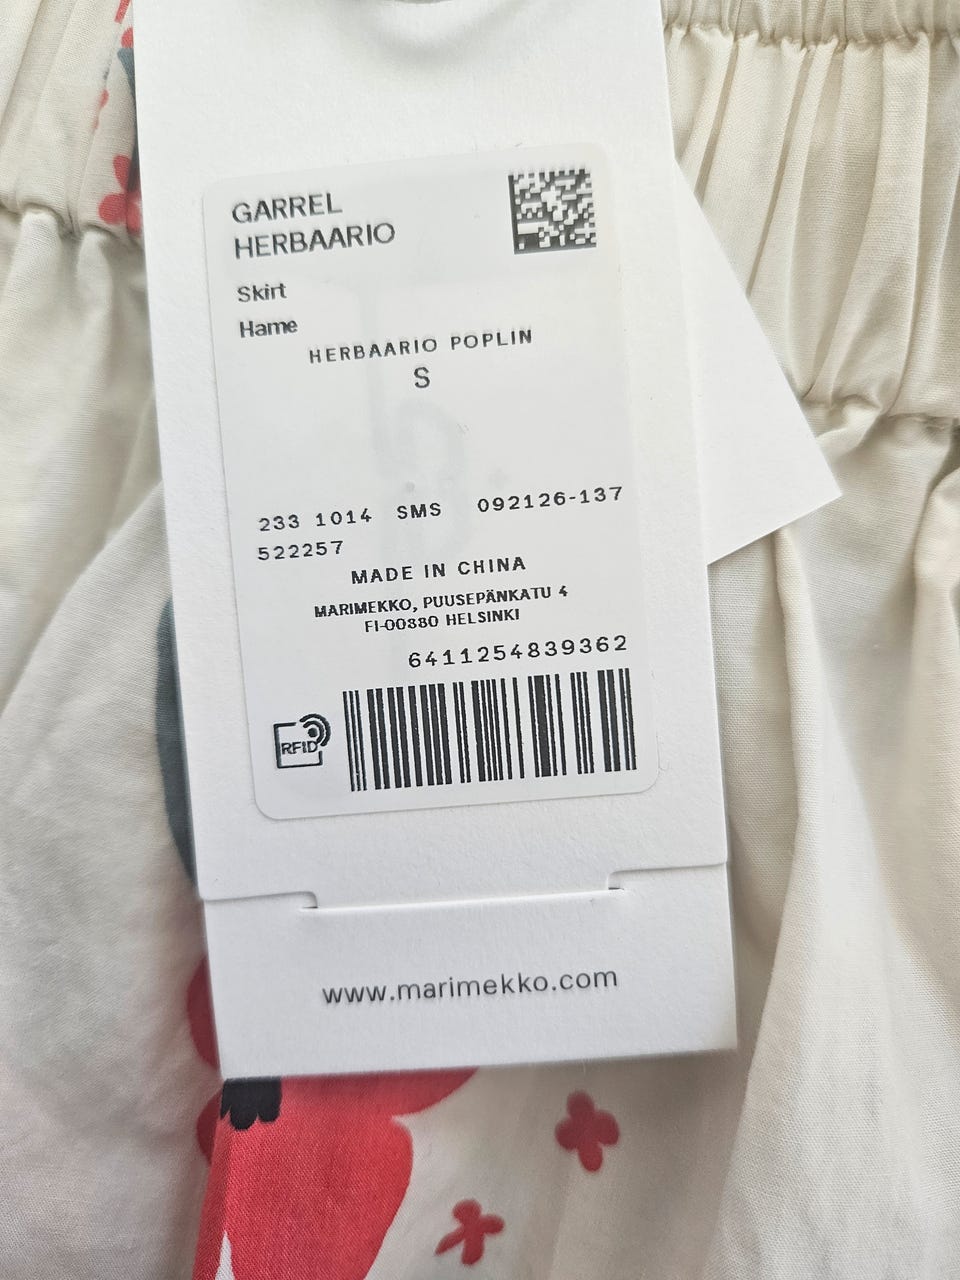 GARREL
HERBAARIO
Skirt
Hame
HERBAARIO POPLIN
S
233 1014 SMS 092126-137
522257
MADE IN CHINA
MARIMEKKO, PUUSEPÄNKATU 4
FI-00880 HELSINKI
6411254839362
RFID
www.marimekko.com